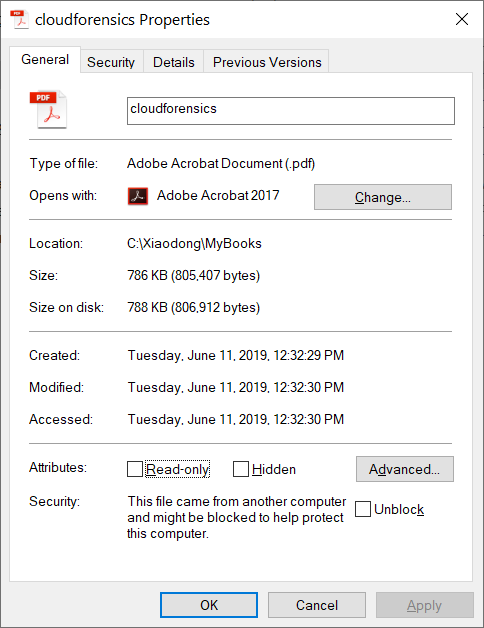 cloudforensics Properties
General Security Details Previous Versions
PDF
cloudforensics
Type of file: Adobe Acrobat Document (.pdf)
Opens with: Adobe Acrobat 2017 Change...
Location: C:\Xiaodong\MyBooks
Size: 786 KB (805,407 bytes)
Size on disk: 788 KB (806,912 bytes)
Created: Tuesday, June 11, 2019, 12:32:29 PM
Modified: Tuesday, June 11, 2019, 12:32:30 PM
Accessed: Tuesday, June 11, 2019, 12:32:30 PM
Attributes: Read-only Hidden Advanced...
Security: This file came from another computer
and might be blocked to help protect
this computer.
Unblock
OK Cancel Apply